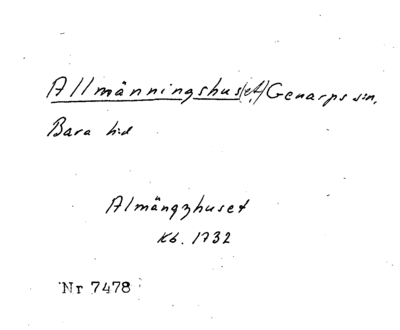 Allmänningshus(et) Genarps sn,
Bara hd
Almängzhuset
Kb. 1732
Nr 7478